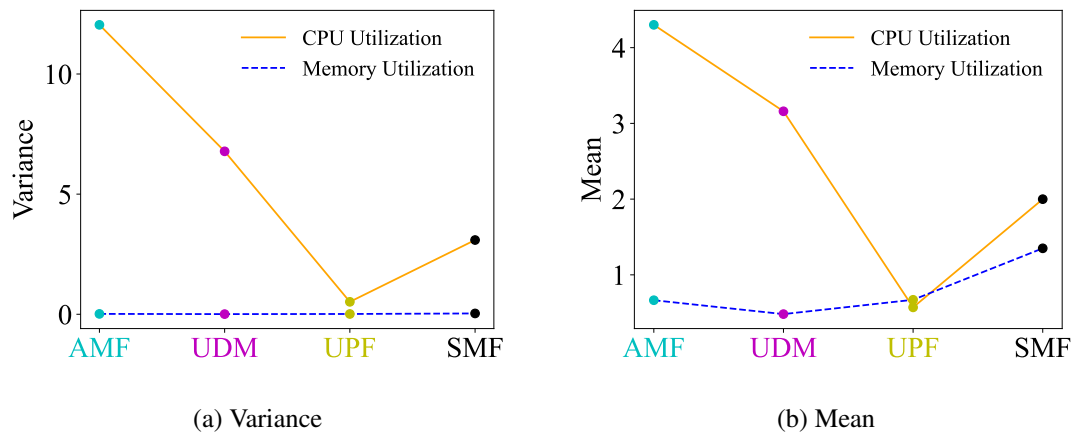 Variance
10
5
0
CPU Utilization
Memory Utilization
AMF
UDM
UPF
SMF
(a) Variance
Mean
4
3
2
1
CPU Utilization
Memory Utilization
AMF
UDM
UPF
SMF
(b) Mean